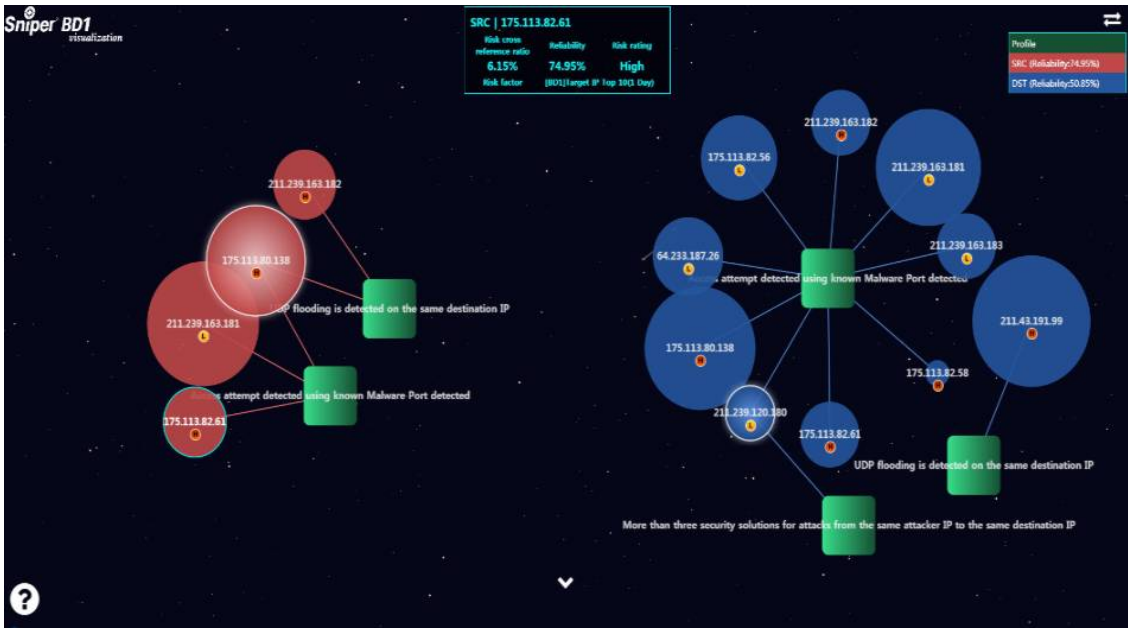 Sniper BD1
visualization
SRC | 175.113.82.61
Risk cross
reference ratio
Reliability
Risk rating
6.15%
74.95%
High
Risk factor
[BD1]Target IP Top 10(1 Day)
Profile
SRC (Reliability:74.95%)
DST (Reliability:50.85%)
211.239.163.182
H
175.113.80.138
H
UDP flooding is detected on the same destination IP
211.239.163.181
L
attempt detected using known Malware Port detected
175.113.82.61
H
211.239.163.182
H
175.113.82.56
L
211.239.163.181
L
211.239.163.183
L
64.233.187.26
L
attempt detected using known Malware Port detected
211.43.191.99
H
175.113.80.138
H
175.113.82.58
H
211.239.120.180
L
175.113.82.61
H
UDP flooding is detected on the same destination IP
More than three security solutions for attacks from the same attacker IP to the same destination IP
?